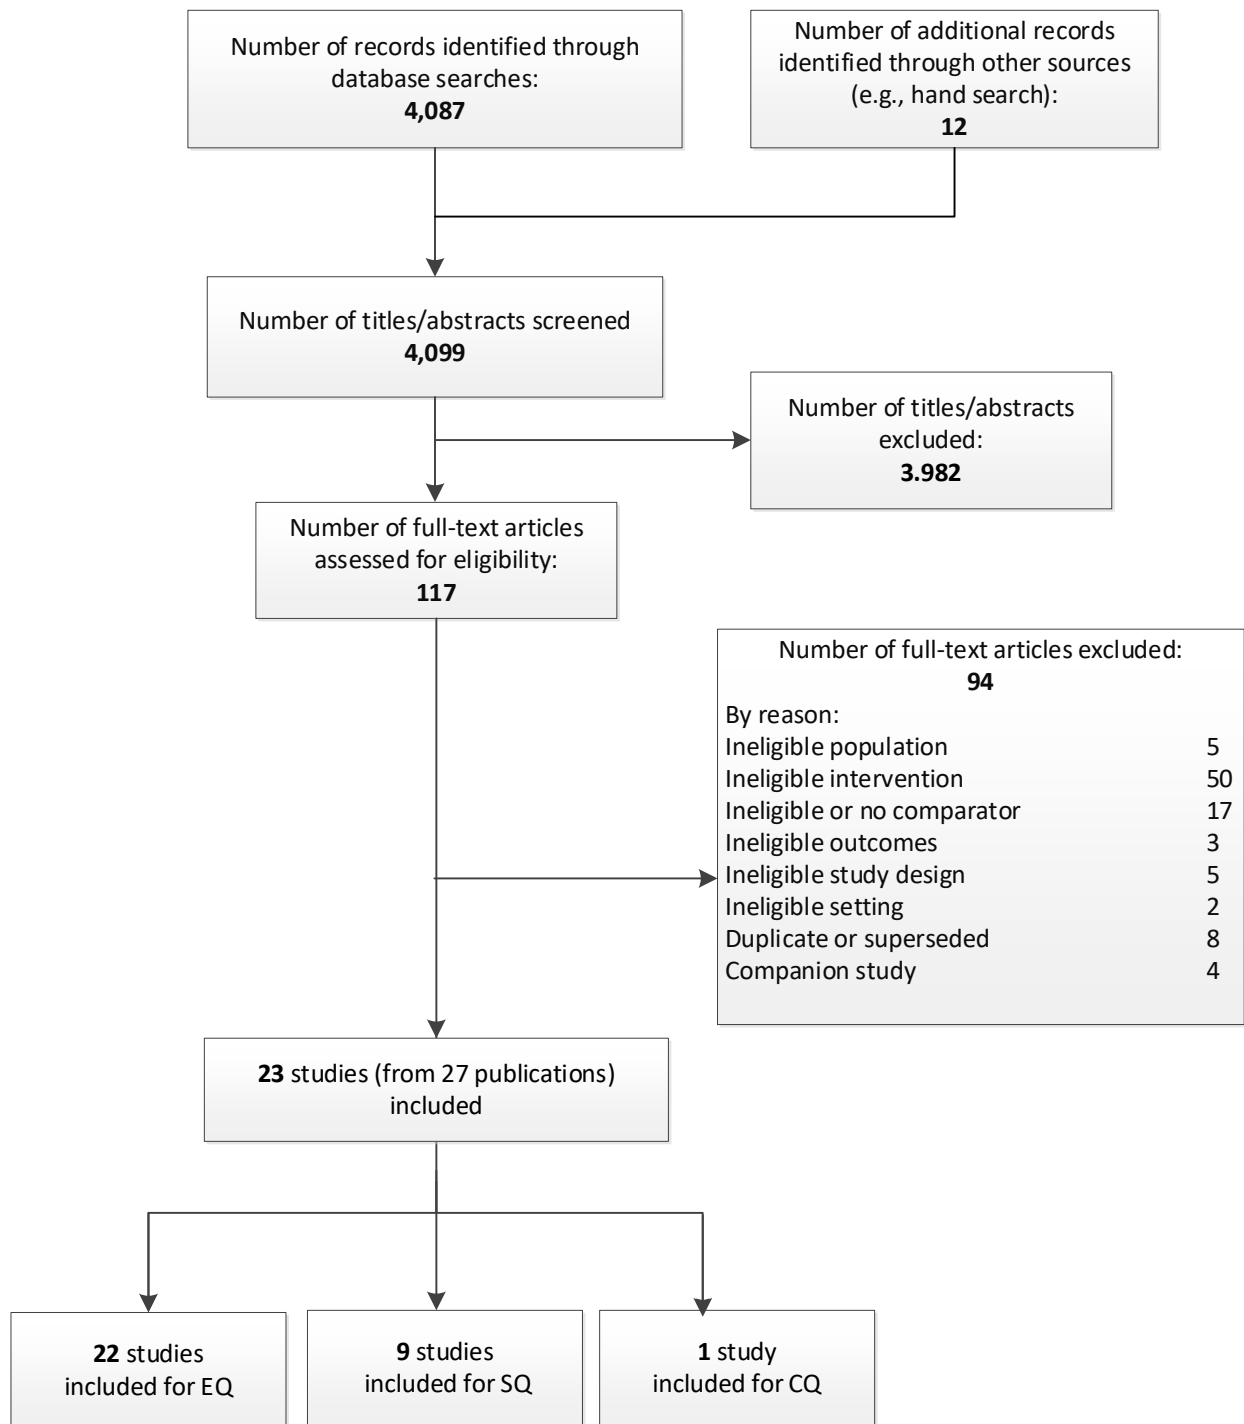 Number of records identified through
database searches:
4,087
Number of additional records
identified through other sources
(e.g., hand search):
12
Number of titles/abstracts screened
4,099
Number of titles/abstracts
excluded:
3.982
Number of full-text articles
assessed for eligibility:
117
Number of full-text articles excluded:
94
By reason:
Ineligible population 5
Ineligible intervention 50
Ineligible or no comparator 17
Ineligible outcomes 3
Ineligible study design 5
Ineligible setting 2
Duplicate or superseded 8
Companion study 4
23 studies (from 27 publications)
included
22 studies
included for EQ
9 studies
included for SQ
1 study
included for CQ